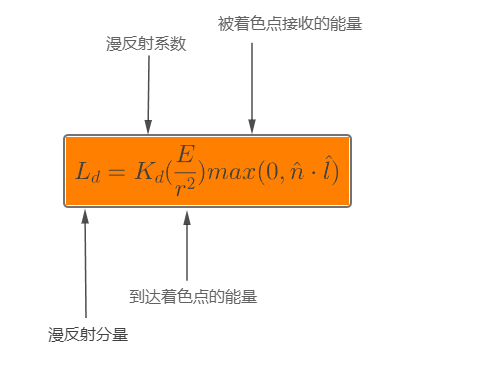 被着色点接收的能量
漫反射系数
$L_d = K_d(\frac{E}{r^2})max(0, \hat{n} \cdot \hat{l})$
到达着色点的能量
漫反射分量